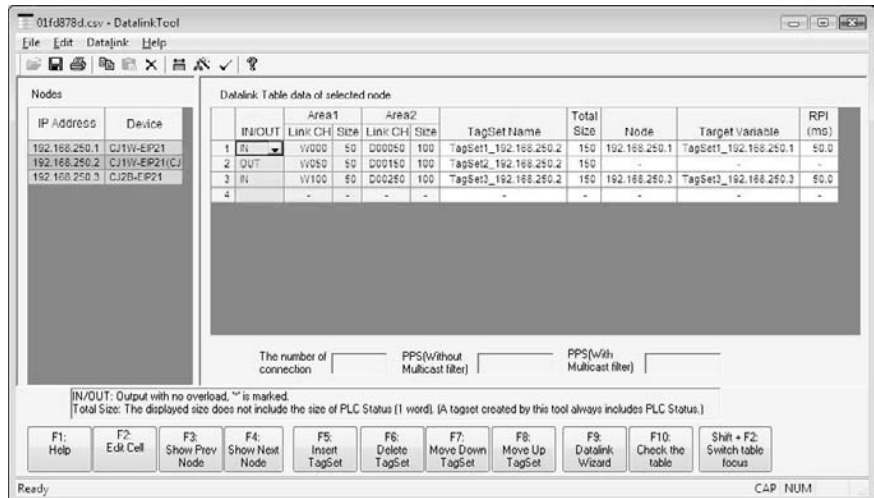 01fd878d.csv - DatalinkTool
File Edit Datalink Help
Nodes
IP Address Device
192.168.250.1 CJ1W-EIP21
192.168.250.2 CJ1W-EIP21(CJ
192.168.250.3 CJ2B-EIP21
Datalink Table data of selected node
Area1 Area2 Total RPI
IN/OUT Link CH Size Link CH Size TagSet Name Size Node Target Variable (ms)
1 IN W000 50 D00050 100 TagSet1_192.168.250.2 150 192.168.250.1 TagSet1_192.168.250.1 50.0
2 OUT W050 50 D00150 100 TagSet2_192.168.250.2 150 - - -
3 IN W100 50 D00250 100 TagSet3_192.168.250.2 150 192.168.250.3 TagSet3_192.168.250.3 50.0
4 - - - - - - - - -
The number of connection
PPS(Without Multicast filter)
PPS(With Multicast filter)
IN/OUT: Output with no overload, '*' is marked.
Total Size: The displayed size does not include the size of PLC Status (1 word). (A tagset created by this tool always includes PLC Status.)
F1: Help
F2: Edit Cell
F3: Show Prev Node
F4: Show Next Node
F5: Insert TagSet
F6: Delete TagSet
F7: Move Down TagSet
F8: Move Up TagSet
F9: Datalink Wizard
F10: Check the table
Shift + F2: Switch table focus
Ready CAP NUM